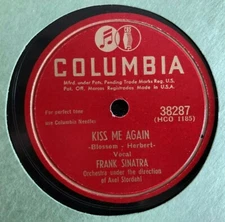 COLUMBIA
Mfd. under Pats. Pending Trade Marks Reg. U.S.
Pat. Off. Marcas Registradas Made in U.S.A.
For perfect tone
use Columbia Needles
38287
(HCO 1105)
KISS ME AGAIN
-Blossom - Herbert-
Vocal
FRANK SINATRA
Orchestra under the direction
of Axel Stordahl